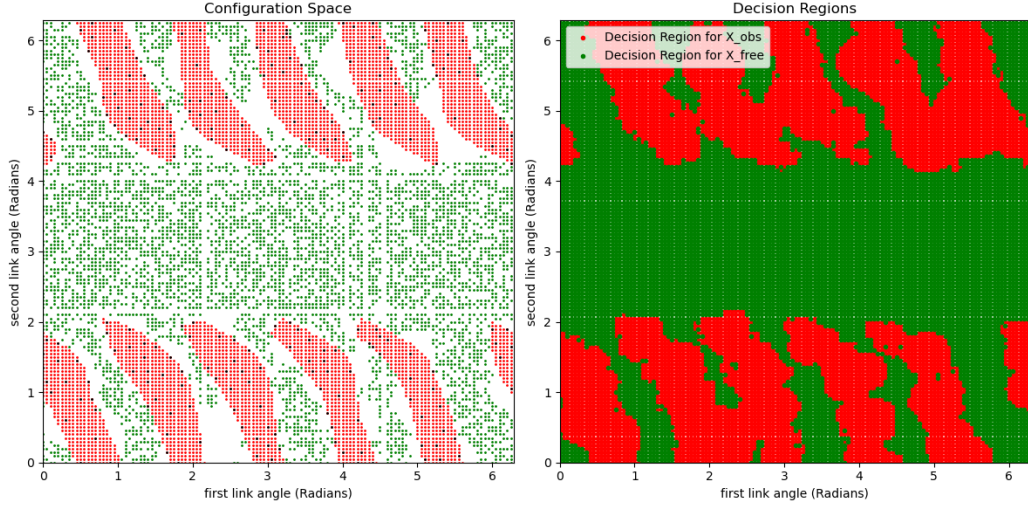 Configuration Space
second link angle (Radians)
6
5
4
3
2
1
0
0 1 2 3 4 5 6
first link angle (Radians)
Decision Regions
Decision Region for X_obs
Decision Region for X_free
second link angle (Radians)
6
5
4
3
2
1
0
0 1 2 3 4 5 6
first link angle (Radians)